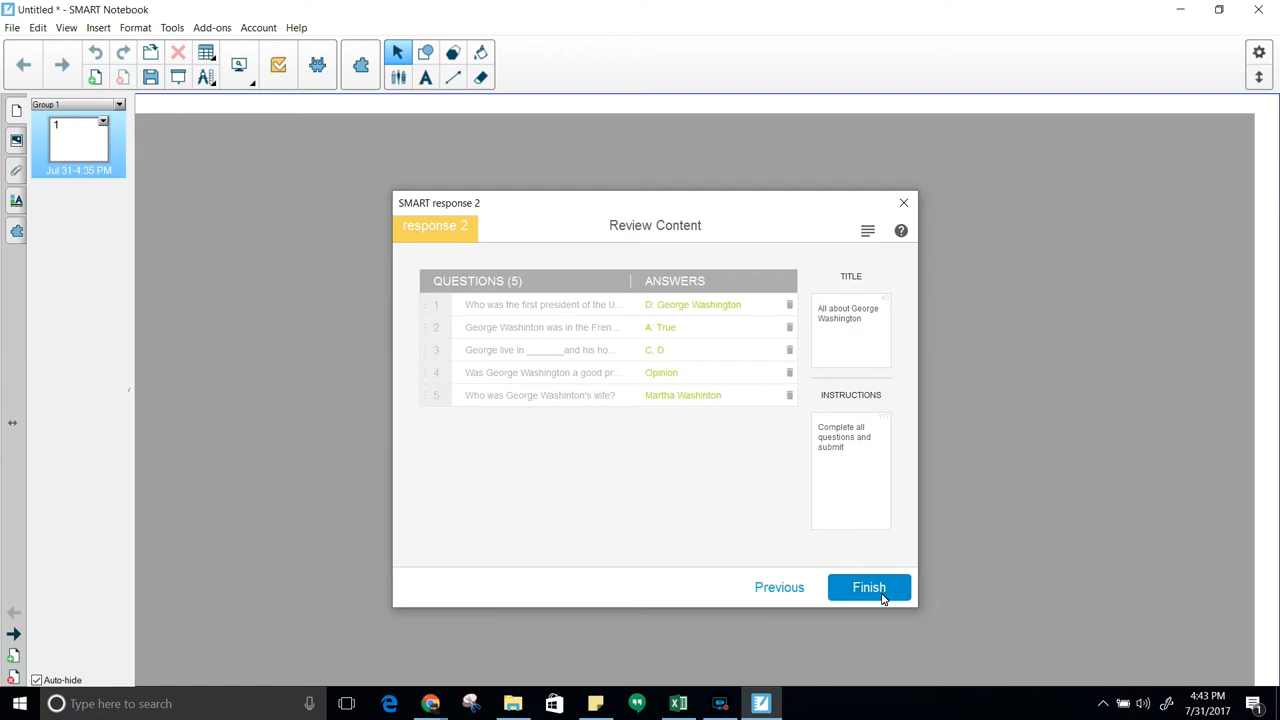 Untitled * - SMART Notebook
File Edit View Insert Format Tools Add-ons Account Help
Group 1
1
Jul 31-4:35 PM
SMART response 2
response 2
Review Content
QUESTIONS (5) ANSWERS
1 Who was the first president of the U... D: George Washington
2 George Washinton was in the Fren... A: True
3 George live in _______and his ho... C, D
4 Was George Washington a good pr... Opinion
5 Who was George Washinton's wife? Martha Washinton
TITLE
All about George
Washington
INSTRUCTIONS
Complete all
questions and
submit
Previous Finish
Auto-hide
Type here to search
4:43 PM
7/31/2017
1